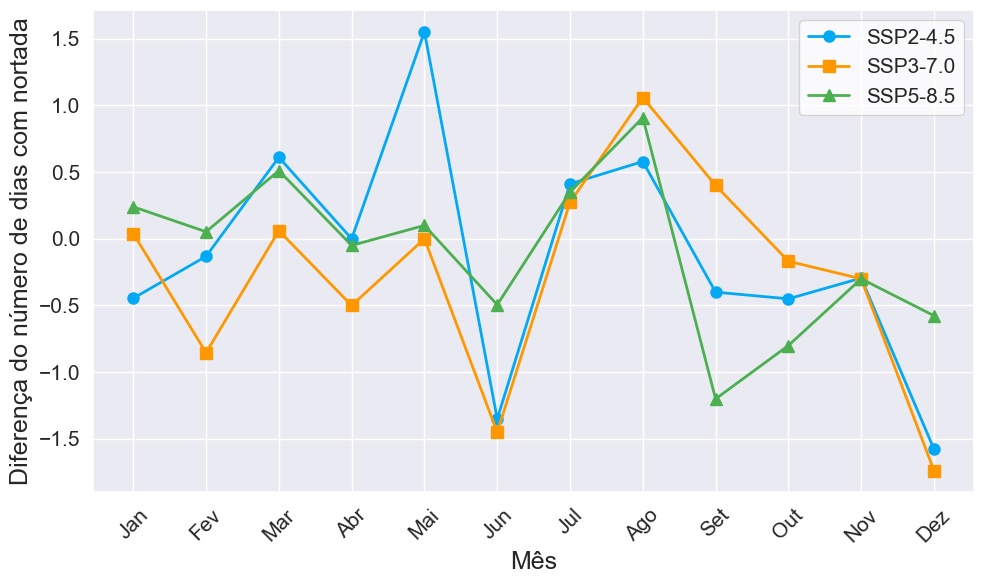 Diferença do número de dias com nortada
1.5
1.0
0.5
0.0
−0.5
−1.0
−1.5
SSP2-4.5
SSP3-7.0
SSP5-8.5
Jan Fev Mar Abr Mai Jun Jul Ago Set Out Nov Dez
Mês